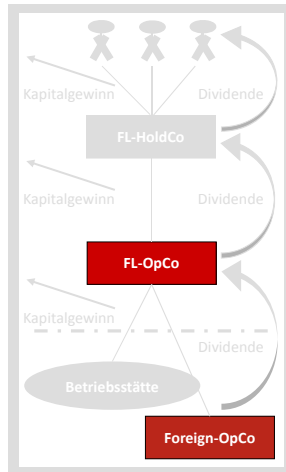 Kapitalgewinn
Dividende
FL-HoldCo
Kapitalgewinn
Dividende
FL-OpCo
Kapitalgewinn
Dividende
Betriebsstätte
Foreign-OpCo